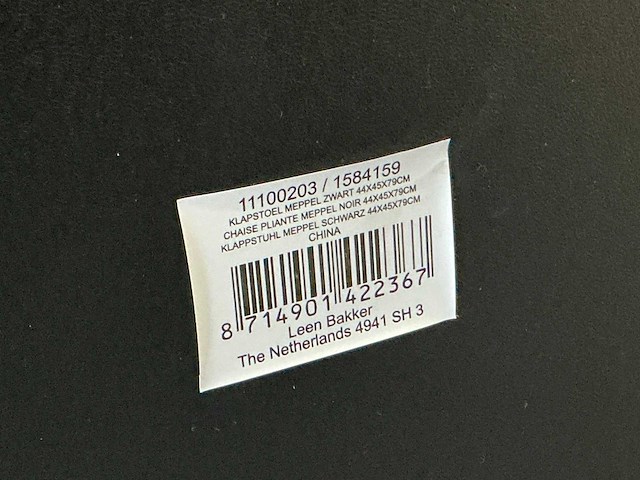 11100203 / 1584159
KLAPSTOEL MEPPEL ZWART 44X45X79CM
CHAISE PLIANTE MEPPEL NOIR 44X45X79CM
KLAPPSTUHL MEPPEL SCHWARZ 44X45X79CM
CHINA
8 714901 422367
Leen Bakker
The Netherlands 4941 SH 3